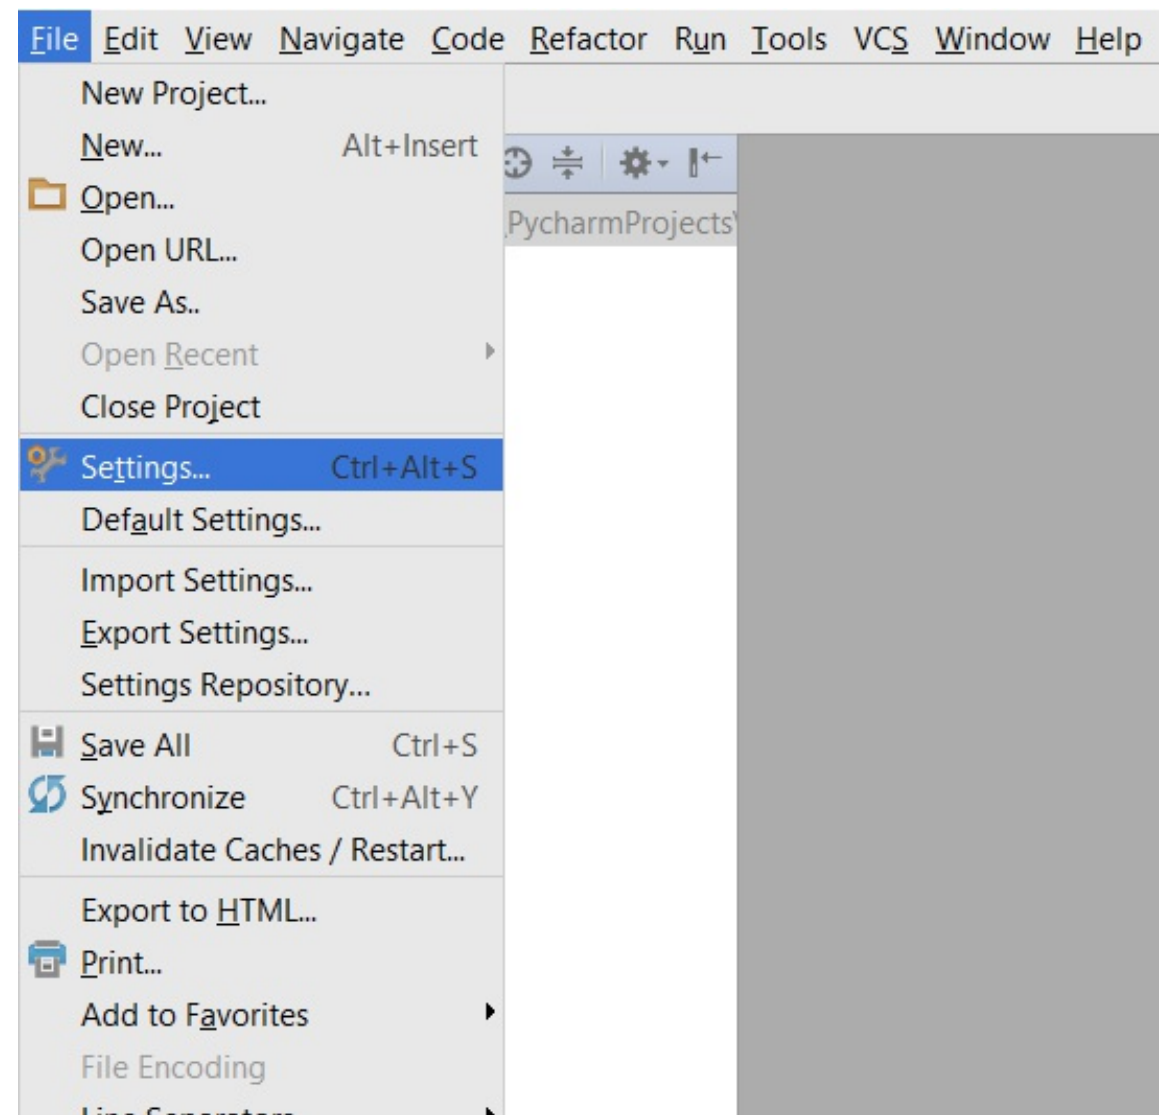 File Edit View Navigate Code Refactor Run Tools VCS Window Help
New Project...
New... Alt+Insert
Open...
PycharmProjects\
Open URL...
Save As..
Open Recent
Close Project
Settings... Ctrl+Alt+S
Default Settings...
Import Settings...
Export Settings...
Settings Repository...
Save All Ctrl+S
Synchronize Ctrl+Alt+Y
Invalidate Caches / Restart...
Export to HTML...
Print...
Add to Favorites
File Encoding
Line Separators